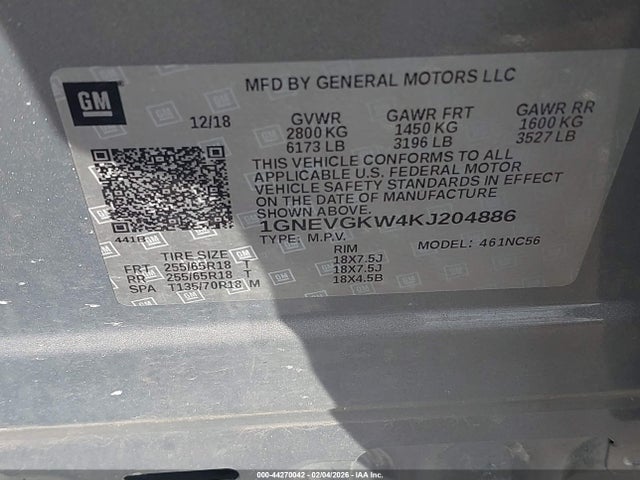 GM
MFD BY GENERAL MOTORS LLC
12/18 GVWR GAWR FRT GAWR RR
2800 KG 1450 KG 1600 KG
6173 LB 3196 LB 3527 LB
THIS VEHICLE CONFORMS TO ALL
APPLICABLE U.S. FEDERAL MOTOR
VEHICLE SAFETY STANDARDS IN EFFECT
ON THE DATE OF MANUFACTURE
SHOWN ABOVE.
1GNEVGKW4KJ204886
TYPE: M.P.V. MODEL: 461NC56
TIRE SIZE RIM
FRT 255/65R18 T 18X7.5J
RR 255/65R18 T 18X7.5J
SPA T135/70R18 M 18X4.5B
000-44270042 - 02/04/2026 - IAA Holdings, LLC